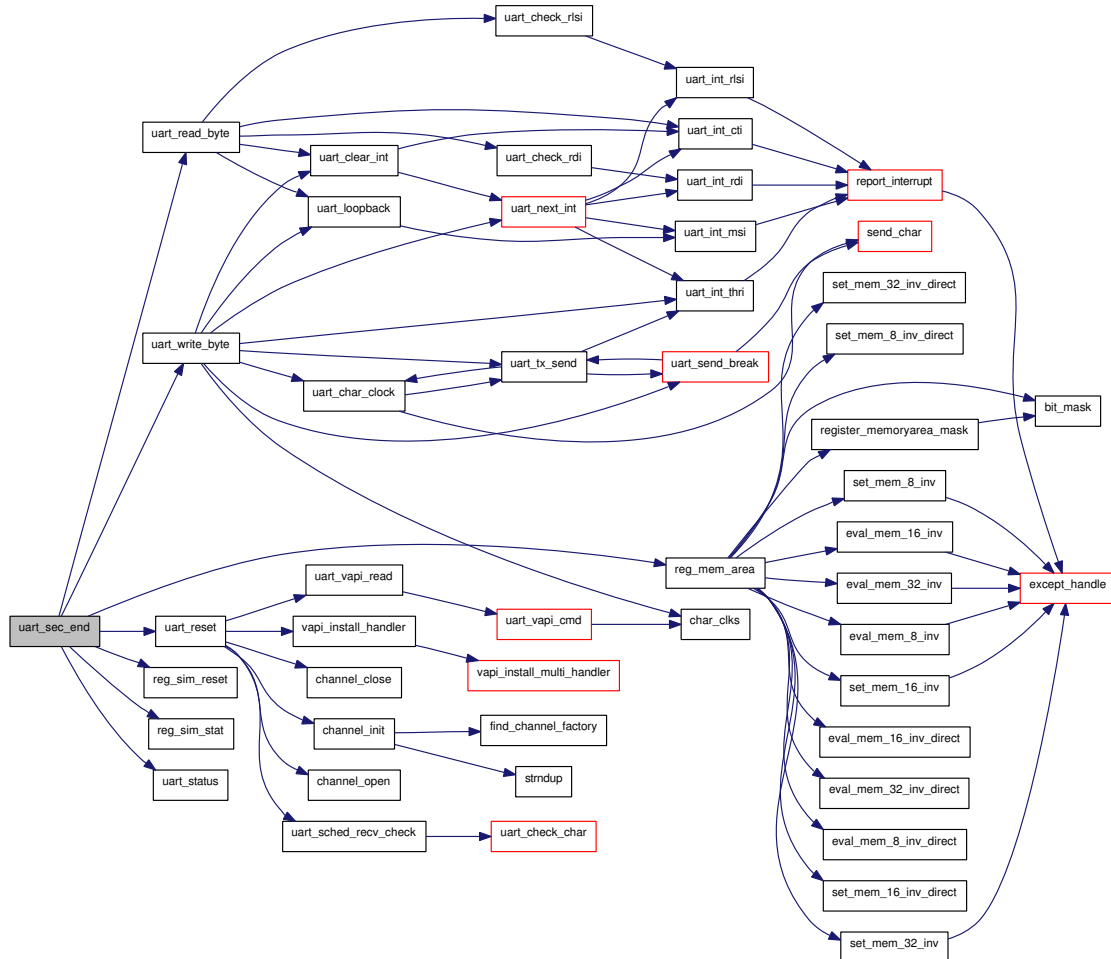 uart_check_rlsi
uart_int_rlsi
uart_read_byte
uart_int_cti
uart_clear_int
uart_check_rdi
uart_int_rdi
report_interrupt
uart_loopback
uart_next_int
uart_int_msi
send_char
set_mem_32_inv_direct
uart_int_thri
set_mem_8_inv_direct
uart_write_byte
uart_tx_send
uart_send_break
uart_char_clock
bit_mask
register_memoryarea_mask
set_mem_8_inv
eval_mem_16_inv
reg_mem_area
uart_vapi_read
eval_mem_32_inv
except_handle
uart_sec_end
uart_reset
vapi_install_handler
uart_vapi_cmd
char_clks
eval_mem_8_inv
reg_sim_reset
channel_close
vapi_install_multi_handler
set_mem_16_inv
reg_sim_stat
channel_init
find_channel_factory
eval_mem_16_inv_direct
uart_status
channel_open
strndup
eval_mem_32_inv_direct
uart_sched_recv_check
uart_check_char
eval_mem_8_inv_direct
set_mem_16_inv_direct
set_mem_32_inv